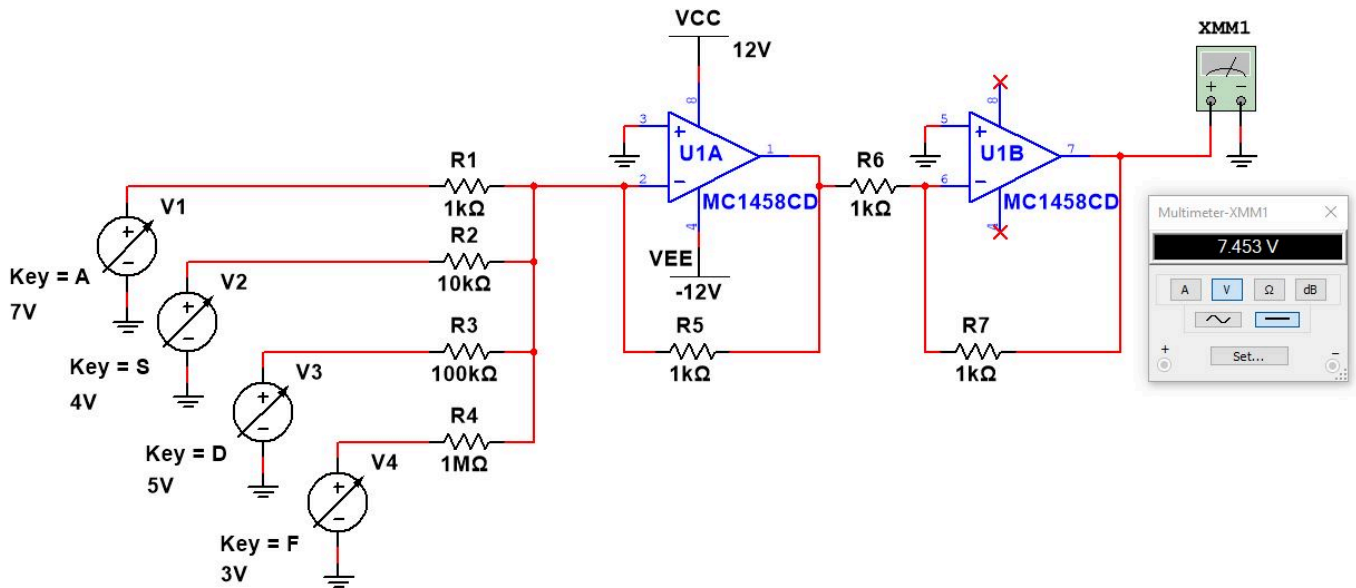 VCC
12V
XMM1
8
3
+
U1A
1
2
−
MC1458CD
4
VEE
-12V
8
5
+
U1B
7
6
−
MC1458CD
4
+ −
R1
1kΩ
R2
10kΩ
R3
100kΩ
R4
1MΩ
R5
1kΩ
R6
1kΩ
R7
1kΩ
V1
+
−
Key = A
7V
V2
+
−
Key = S
4V
V3
+
−
Key = D
5V
V4
+
−
Key = F
3V
Multimeter-XMM1
7.453 V
A V Ω dB
+ −
Set...